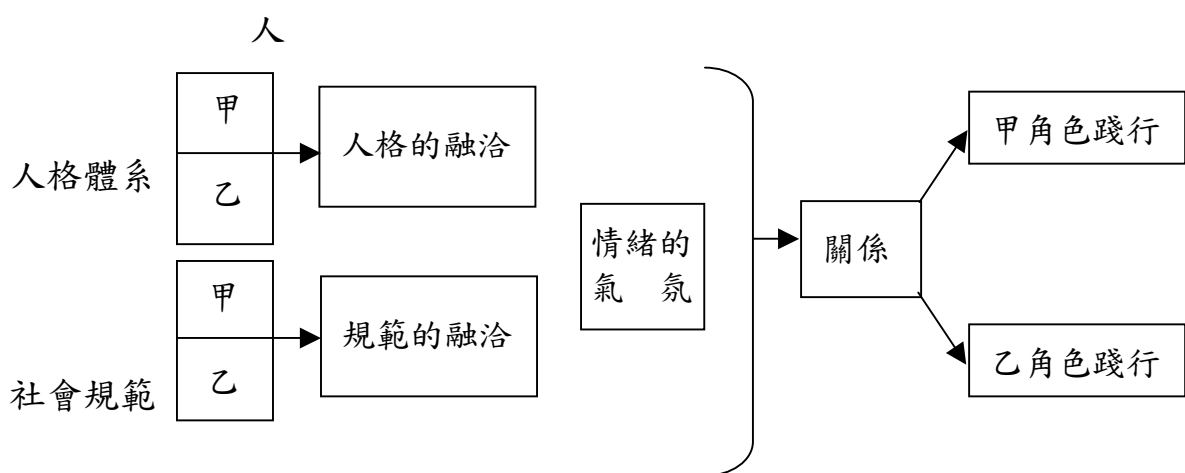 人
甲
乙
人格體系
人格的融洽
甲
乙
社會規範
規範的融洽
情緒的
氣　氛
關係
甲角色踐行
乙角色踐行